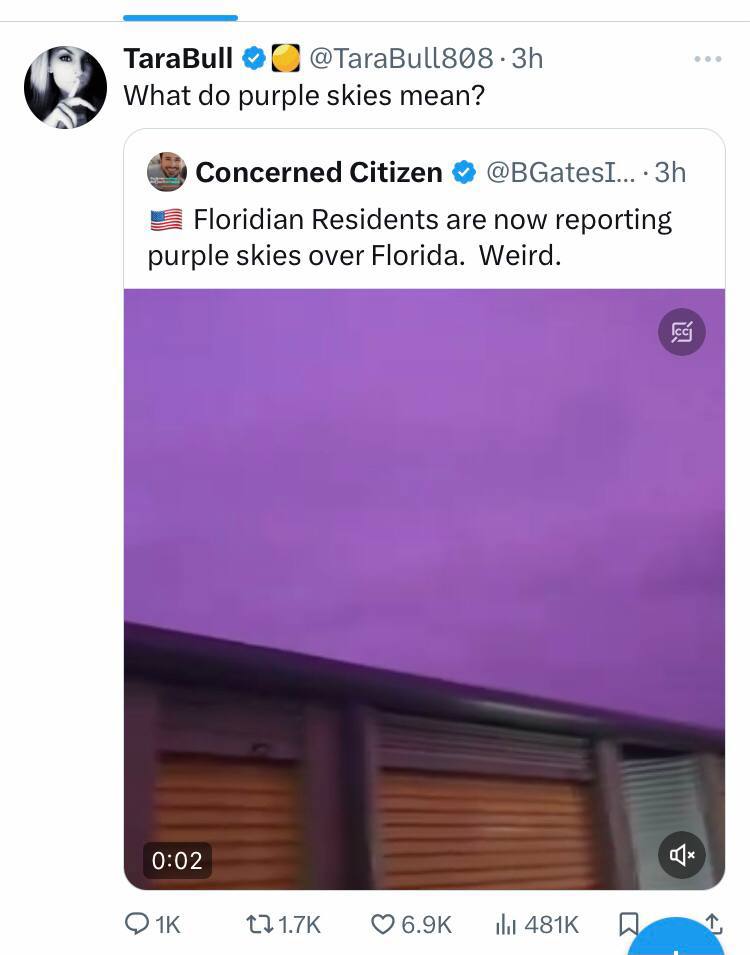 TaraBull @TaraBull808 · 3h
What do purple skies mean?
Concerned Citizen @BGatesI... · 3h
🇺🇸 Floridian Residents are now reporting
purple skies over Florida.  Weird.
CC
0:02
1K 1.7K 6.9K 481K